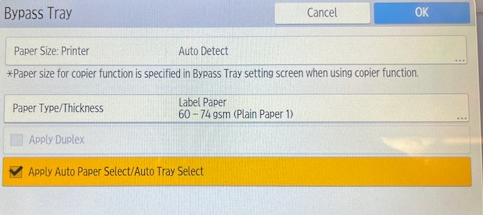 Bypass Tray
Cancel
OK
Paper Size: Printer
Auto Detect
...
*Paper size for copier function is specified in Bypass Tray setting screen when using copier function.
Paper Type/Thickness
Label Paper
60 – 74 gsm (Plain Paper 1)
...
Apply Duplex
Apply Auto Paper Select/Auto Tray Select